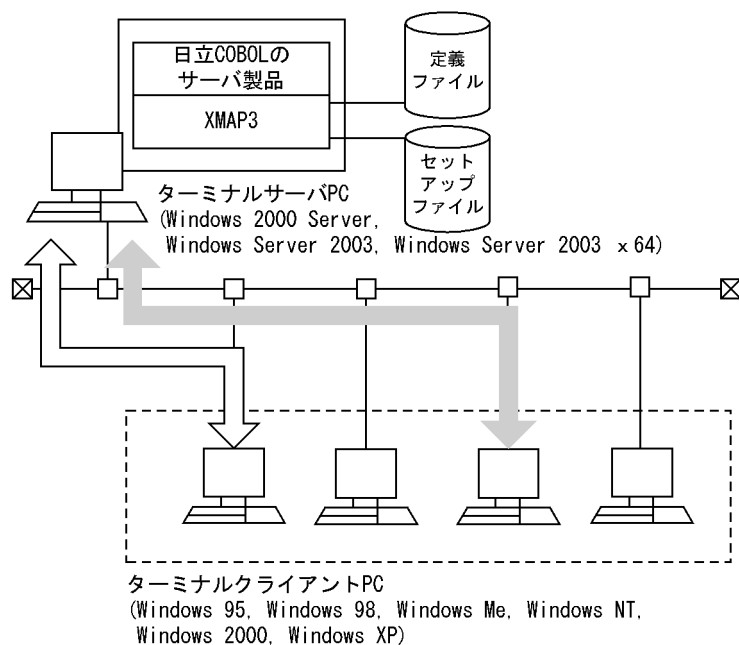 日立COBOLの
サーバ製品
XMAP3
定義
ファイル
セット
アップ
ファイル
ターミナルサーバPC
(Windows 2000 Server,
Windows Server 2003, Windows Server 2003 x64)
ターミナルクライアントPC
(Windows 95, Windows 98, Windows Me, Windows NT,
Windows 2000, Windows XP)